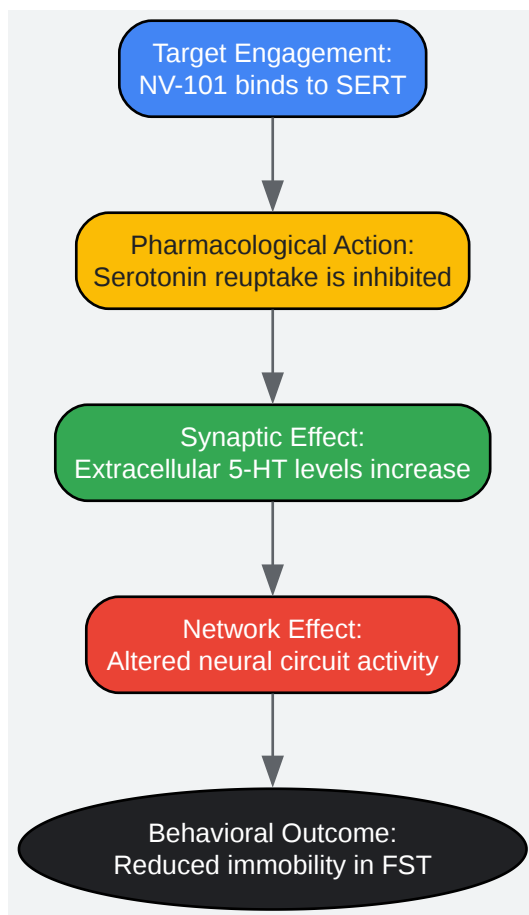 Target Engagement:
NV-101 binds to SERT
Pharmacological Action:
Serotonin reuptake is inhibited
Synaptic Effect:
Extracellular 5-HT levels increase
Network Effect:
Altered neural circuit activity
Behavioral Outcome:
Reduced immobility in FST